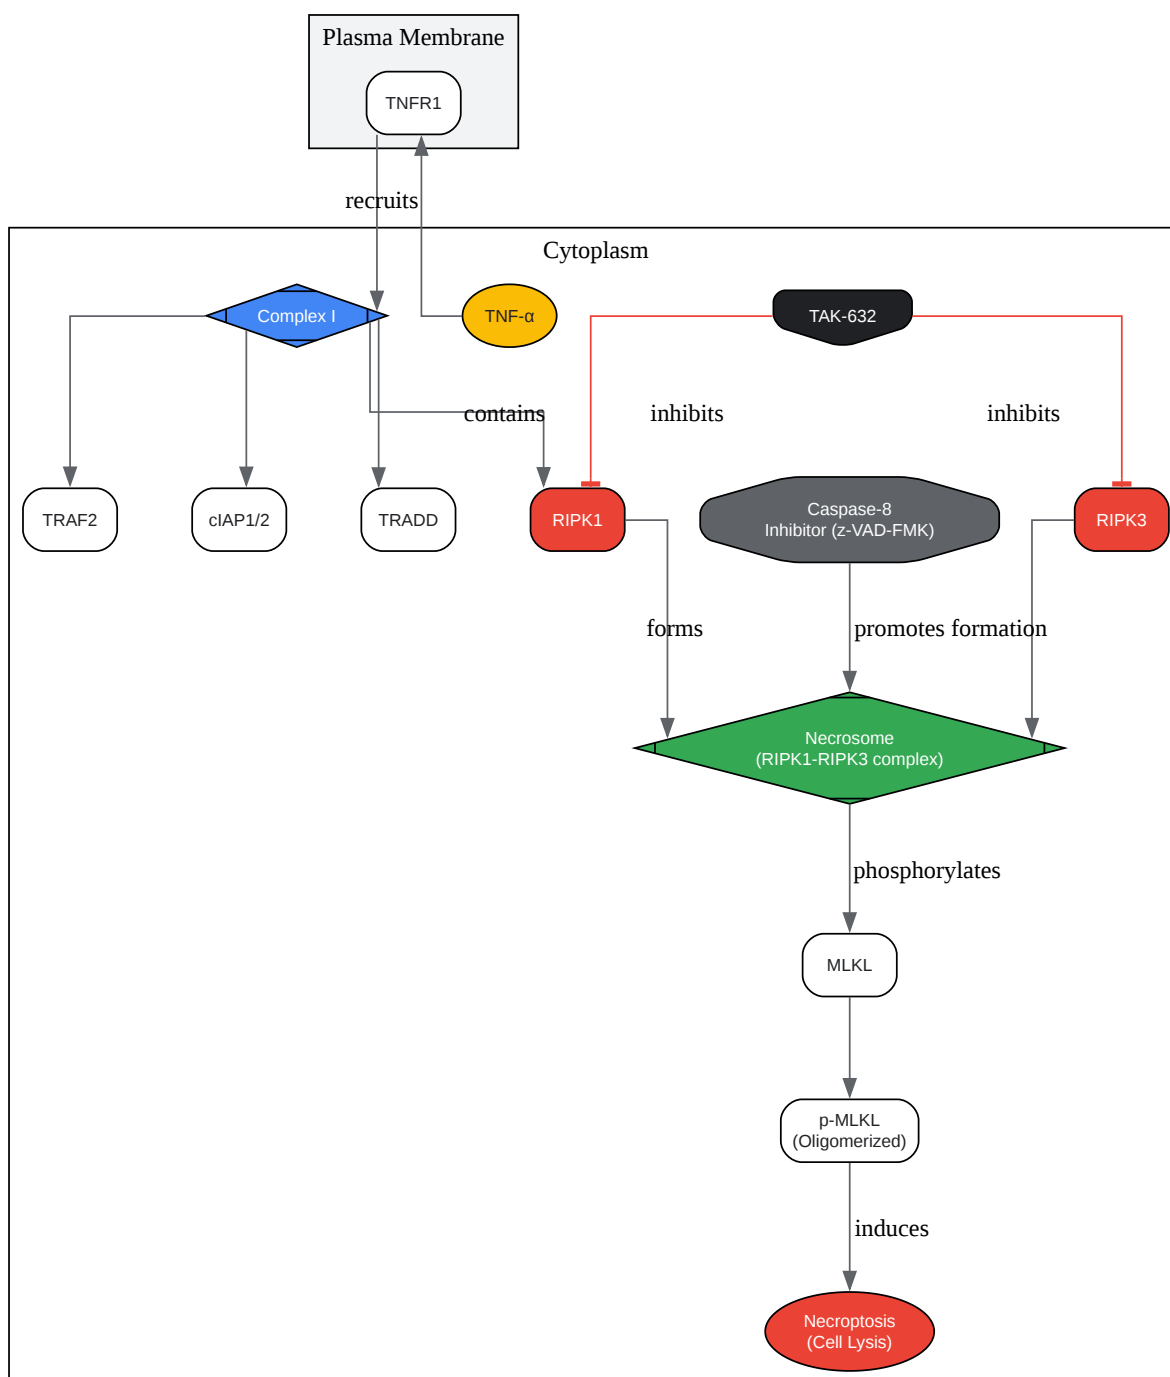 Plasma Membrane
TNFR1
recruits
Cytoplasm
Complex I
TNF-α
TAK-632
contains
inhibits
inhibits
TRAF2
cIAP1/2
TRADD
RIPK1
Caspase-8
Inhibitor (z-VAD-FMK)
RIPK3
forms
promotes formation
Necrosome
(RIPK1-RIPK3 complex)
phosphorylates
MLKL
p-MLKL
(Oligomerized)
induces
Necroptosis
(Cell Lysis)